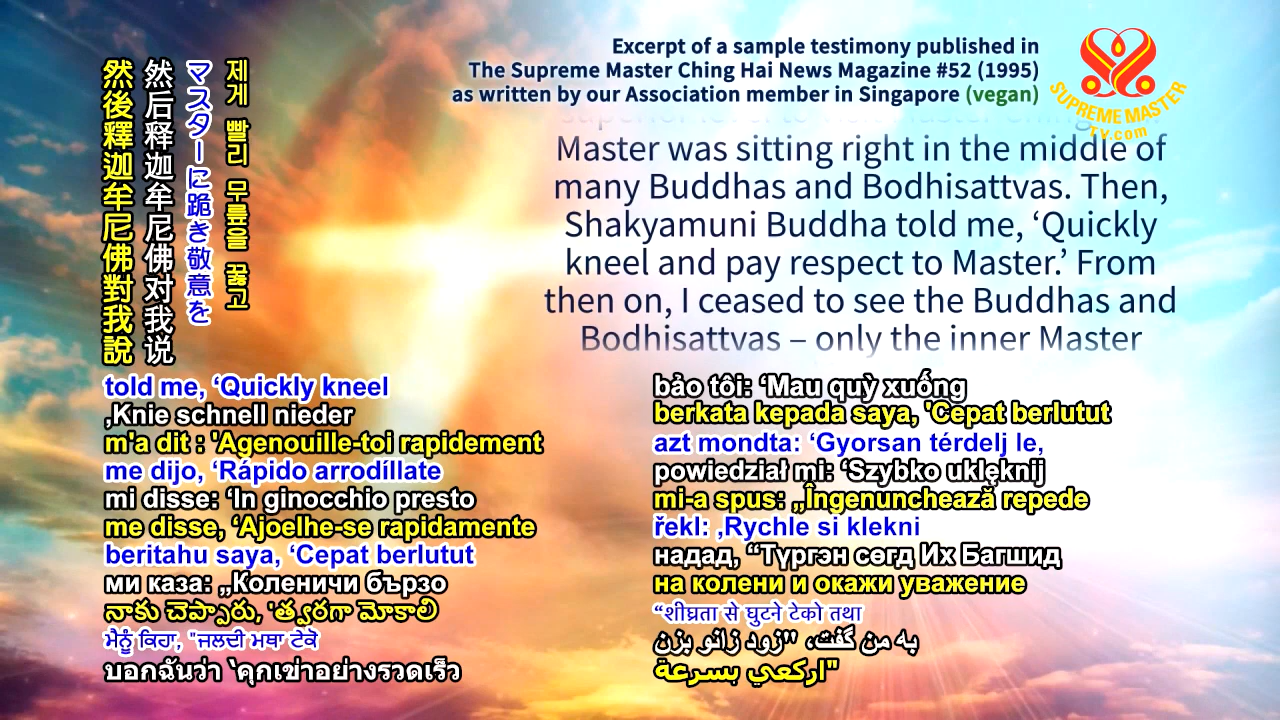 Excerpt of a sample testimony published in
The Supreme Master Ching Hai News Magazine #52 (1995)
as written by our Association member in Singapore (vegan)
SUPREME MASTER
TV.com
Master was sitting right in the middle of
many Buddhas and Bodhisattvas. Then,
Shakyamuni Buddha told me, ‘Quickly
kneel and pay respect to Master.’ From
then on, I ceased to see the Buddhas and
Bodhisattvas – only the inner Master
然後釋迦牟尼佛對我說
然后释迦牟尼佛对我说
マスターに跪き敬意を
제게 빨리 무릎을 꿇고
told me, ‘Quickly kneel
‚Knie schnell nieder
m'a dit : 'Agenouille-toi rapidement
me dijo, ‘Rápido arrodíllate
mi disse: ‘In ginocchio presto
me disse, ‘Ajoelhe-se rapidamente
beritahu saya, ‘Cepat berlutut
ми каза: „Коленичи бързо
నాకు చెప్పారు, 'త్వరగా మోకాలి
ਮੈਨੂੰ ਕਿਹਾ, "ਜਲਦੀ ਮਥਾ ਟੇਕੋ
บอกฉันว่า ‘คุกเข่าอย่างรวดเร็ว
bảo tôi: ‘Mau quỳ xuống
berkata kepada saya, 'Cepat berlutut
azt mondta: ‘Gyorsan térdelj le,
powiedział mi: ‘Szybko uklęknij
mi-a spus: „Îngenunchează repede
řekl: ‚Rychle si klekni
надад, “Түргэн сөгд Их Багшид
на колени и окажи уважение
“शीघ्रता से घुटने टेको तथा
به من گفت، "زود زانو بزن
"اركعي بسرعة